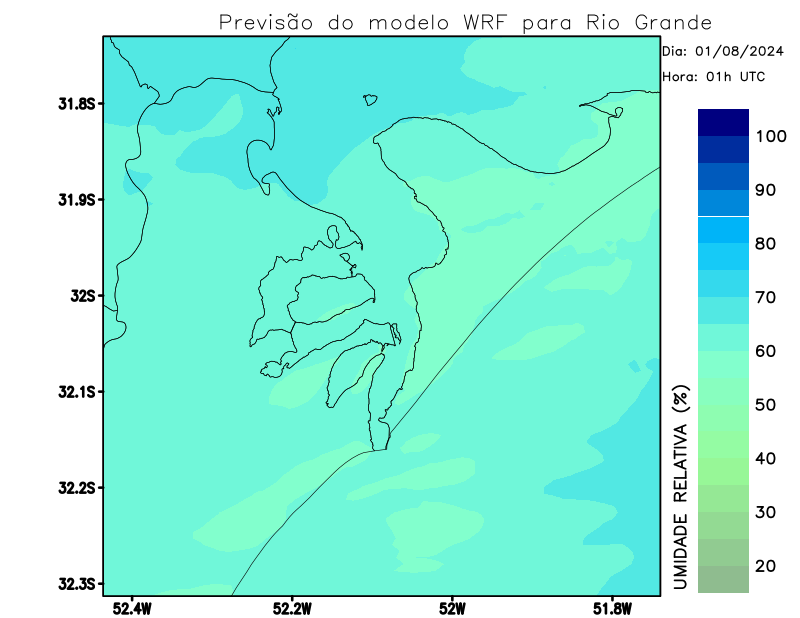 Previsão do modelo WRF para Rio Grande
Dia: 01/08/2024
Hora: 01h UTC
31.8S
31.9S
32S
32.1S
32.2S
32.3S
52.4W
52.2W
52W
51.8W
100
90
80
70
60
50
40
30
20
UMIDADE RELATIVA (%)